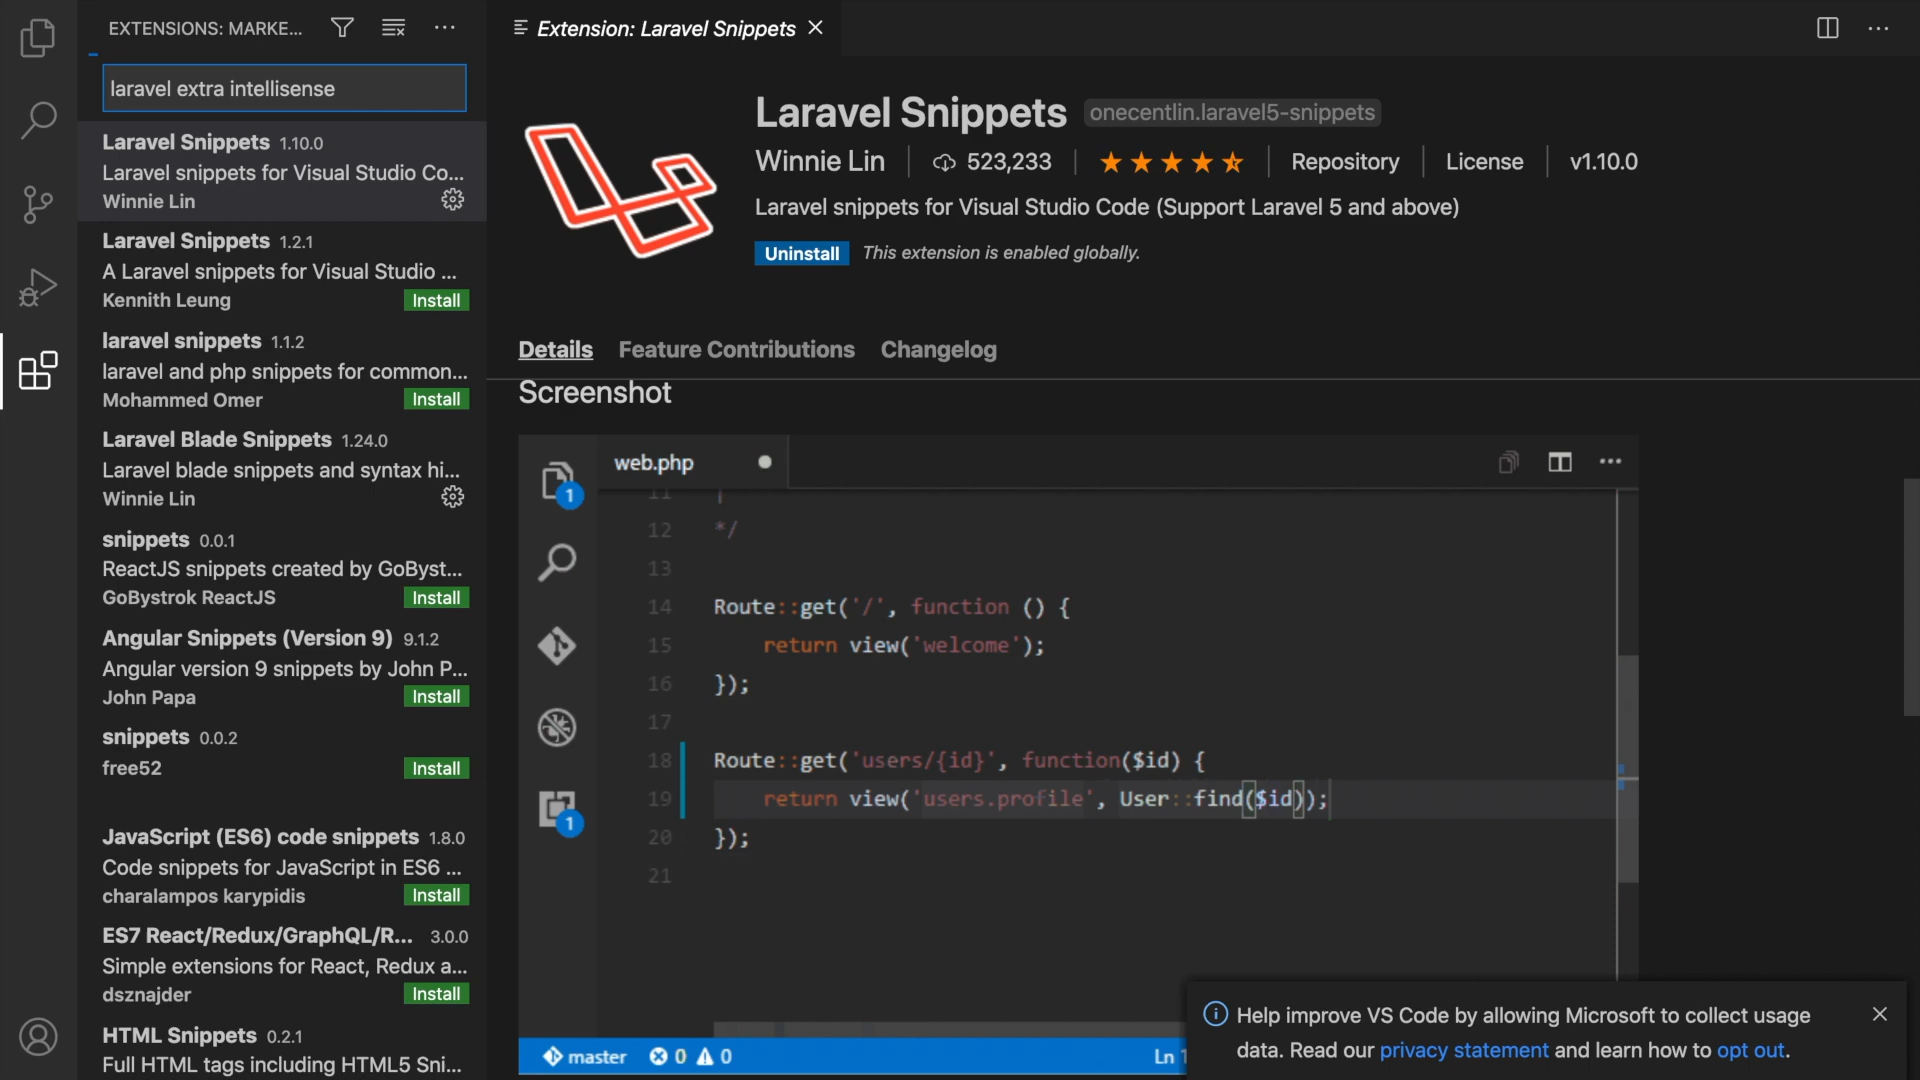 EXTENSIONS: MARKE...
laravel extra intellisense
Laravel Snippets 1.10.0
Laravel snippets for Visual Studio Co...
Winnie Lin
Laravel Snippets 1.2.1
A Laravel snippets for Visual Studio ...
Kennith Leung Install
laravel snippets 1.1.2
laravel and php snippets for common...
Mohammed Omer Install
Laravel Blade Snippets 1.24.0
Laravel blade snippets and syntax hi...
Winnie Lin
snippets 0.0.1
ReactJS snippets created by GoByst...
GoBystrok ReactJS Install
Angular Snippets (Version 9) 9.1.2
Angular version 9 snippets by John P...
John Papa Install
snippets 0.0.2
free52 Install
JavaScript (ES6) code snippets 1.8.0
Code snippets for JavaScript in ES6 ...
charalampos karypidis Install
ES7 React/Redux/GraphQL/R... 3.0.0
Simple extensions for React, Redux a...
dsznajder Install
HTML Snippets 0.2.1
Full HTML tags including HTML5 Sni...
Extension: Laravel Snippets
Laravel Snippets onecentlin.laravel5-snippets
Winnie Lin 523,233 Repository License v1.10.0
Laravel snippets for Visual Studio Code (Support Laravel 5 and above)
Uninstall This extension is enabled globally.
Details Feature Contributions Changelog
Screenshot
web.php
1
11 |
12 */
13
14 Route::get('/', function () {
15 return view('welcome');
16 });
17
18 Route::get('users/{id}', function($id) {
19 return view('users.profile', User::find($id));
20 });
21
1
master 0 0 Ln 1
Help improve VS Code by allowing Microsoft to collect usage
data. Read our privacy statement and learn how to opt out.